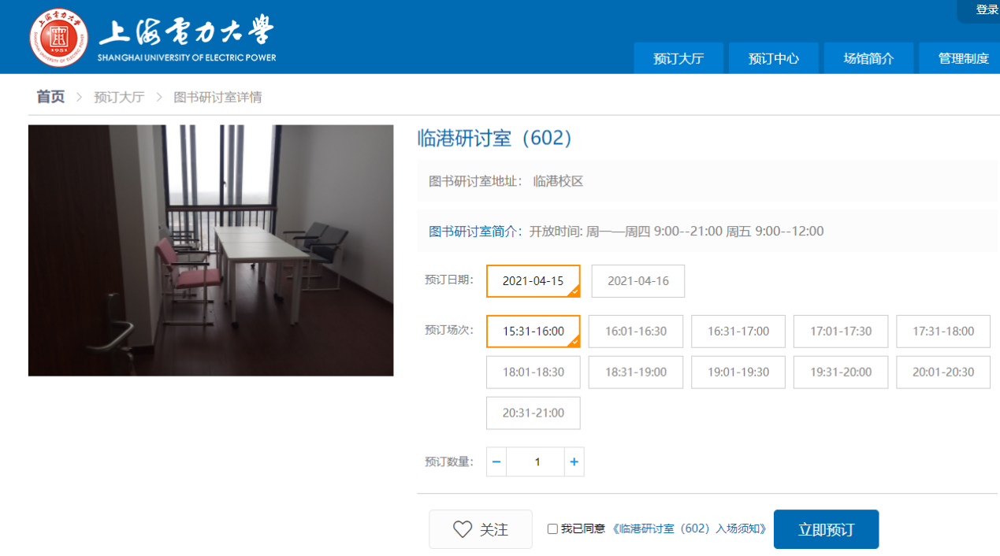 登录
上海电力大学
SHANGHAI UNIVERSITY OF ELECTRIC POWER
预订大厅 预订中心 场馆简介 管理制度
首页 > 预订大厅 > 图书研讨室详情
临港研讨室（602）
图书研讨室地址： 临港校区
图书研讨室简介：开放时间: 周一—周四 9:00--21:00 周五 9:00--12:00
预订日期： 2021-04-15 2021-04-16
预订场次： 15:31-16:00 16:01-16:30 16:31-17:00 17:01-17:30 17:31-18:00
18:01-18:30 18:31-19:00 19:01-19:30 19:31-20:00 20:01-20:30
20:31-21:00
预订数量： − 1 +
关注 我已同意 《临港研讨室（602）入场须知》 立即预订